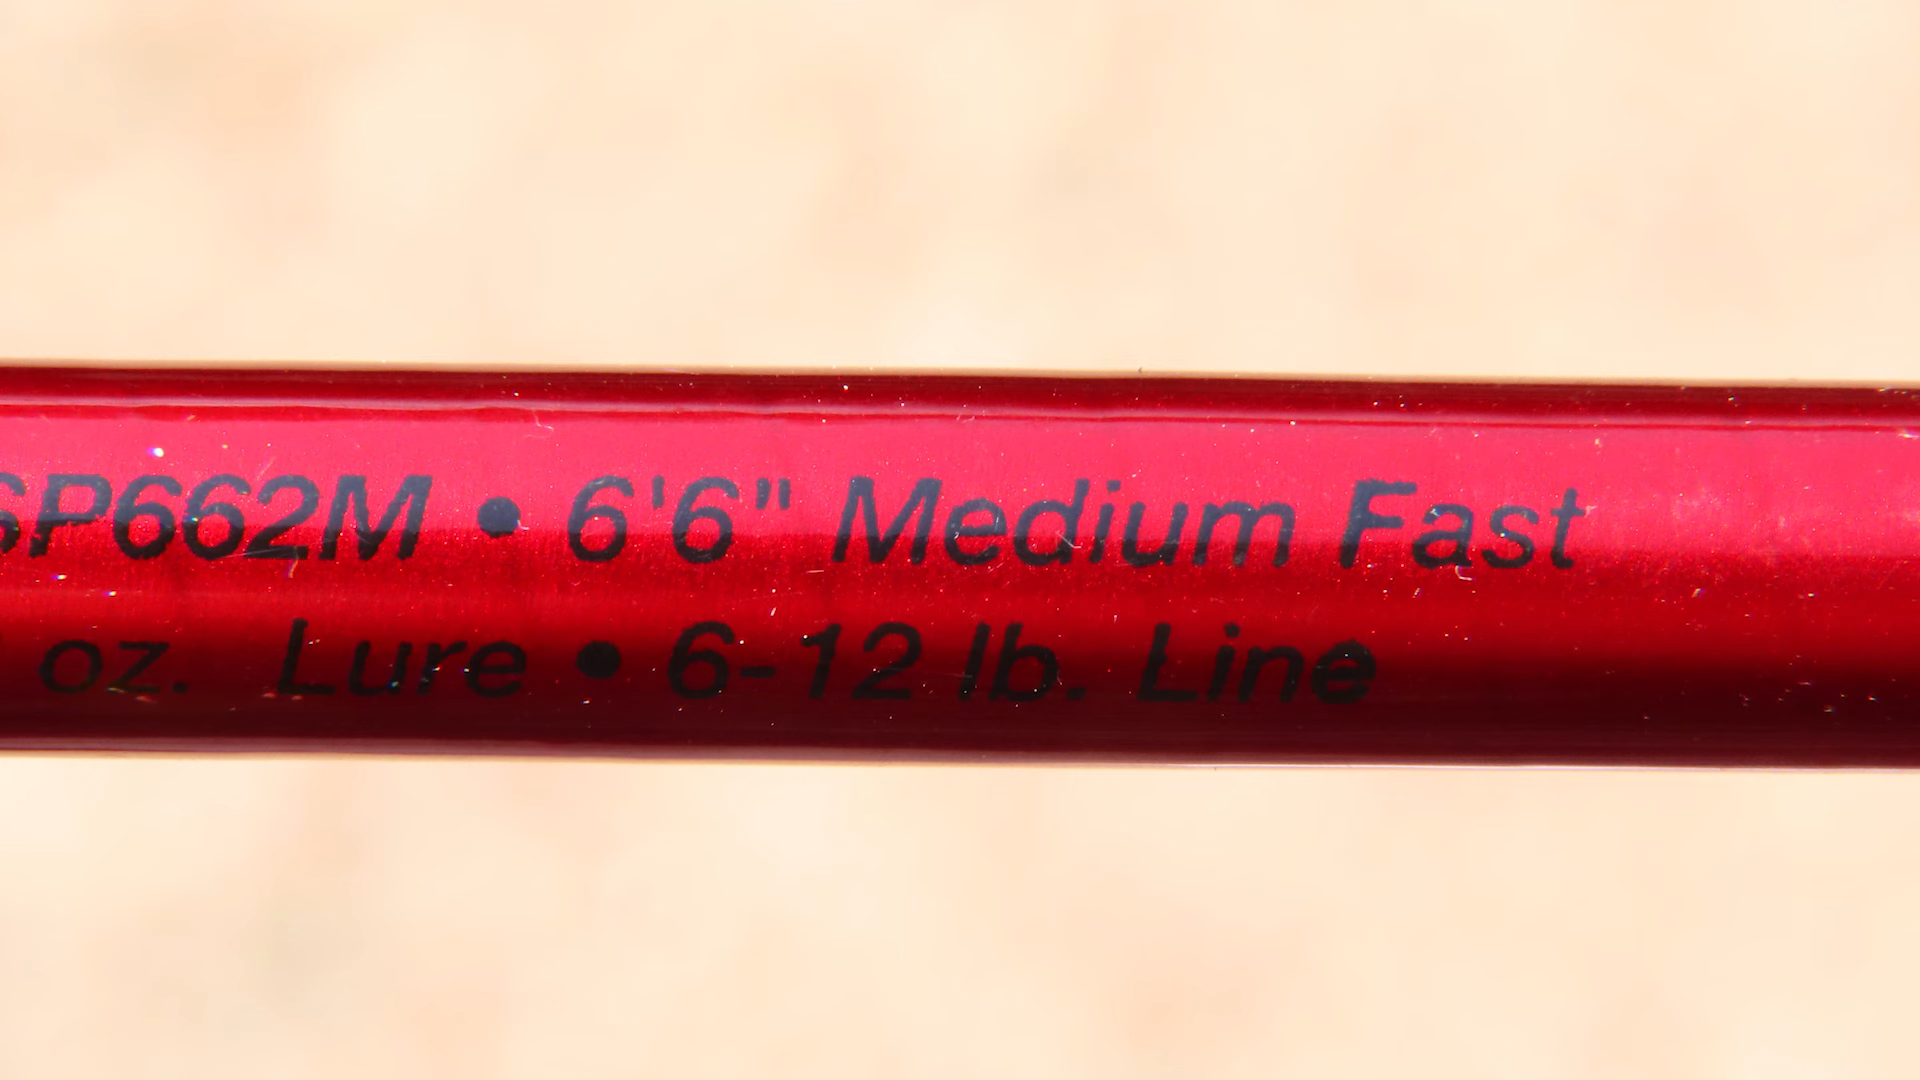 SP662M • 6'6" Medium Fast
oz. Lure • 6-12 lb. Line